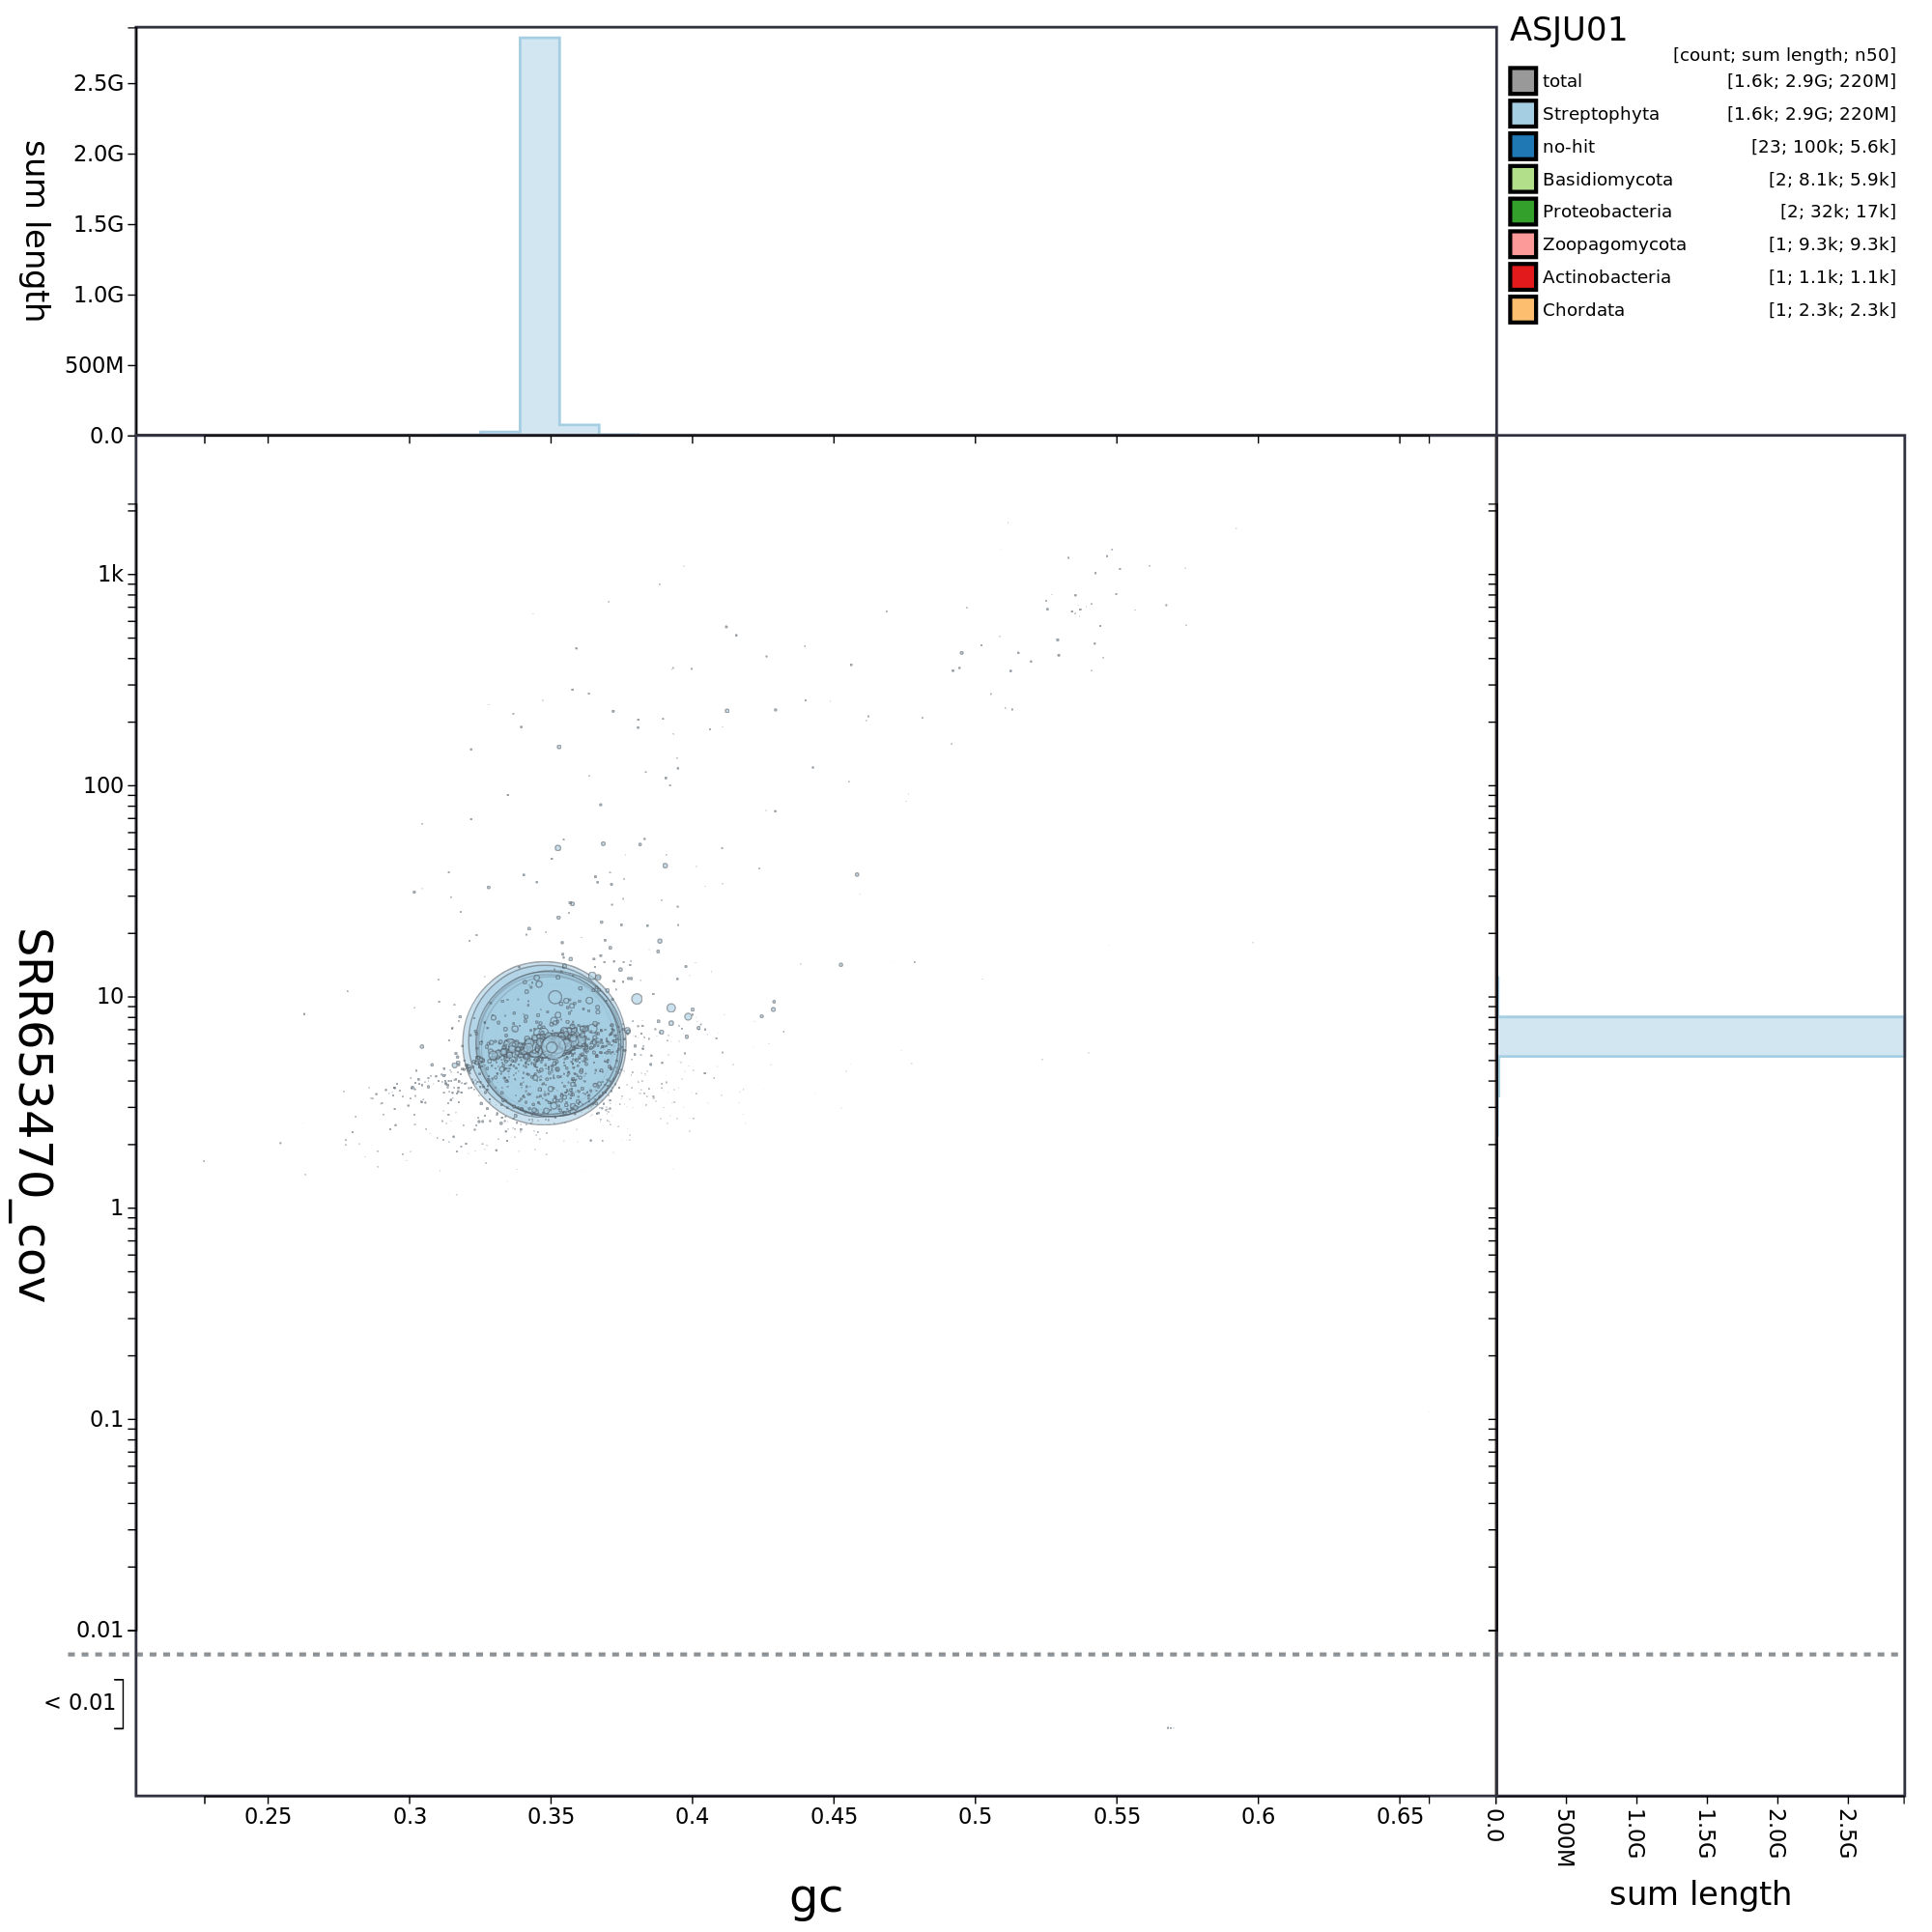 ASJU01
[count; sum length; n50]
total [1.6k; 2.9G; 220M]
Streptophyta [1.6k; 2.9G; 220M]
no-hit [23; 100k; 5.6k]
Basidiomycota [2; 8.1k; 5.9k]
Proteobacteria [2; 32k; 17k]
Zoopagomycota [1; 9.3k; 9.3k]
Actinobacteria [1; 1.1k; 1.1k]
Chordata [1; 2.3k; 2.3k]
sum length
2.5G
2.0G
1.5G
1.0G
500M
0.0
SRR653470_cov
1k
100
10
1
0.1
0.01
< 0.01
0.25 0.3 0.35 0.4 0.45 0.5 0.55 0.6 0.65
gc
0.0 500M 1.0G 1.5G 2.0G 2.5G
sum length